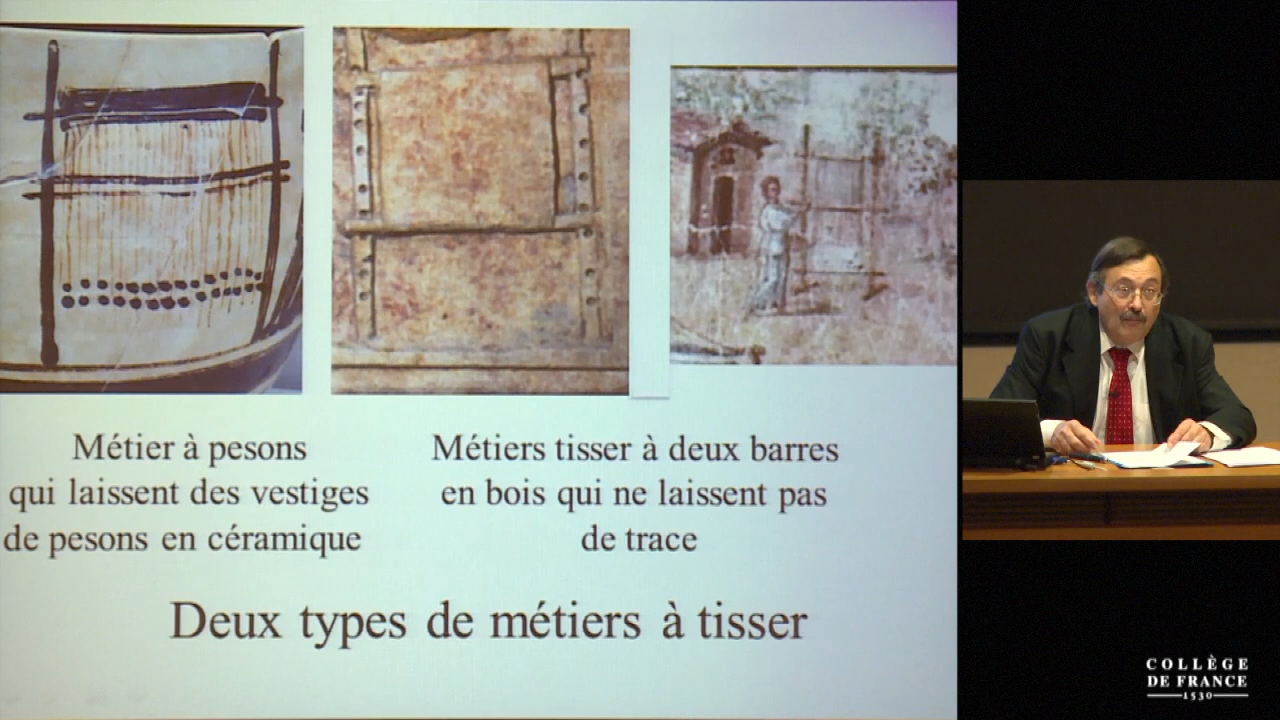 Métier à pesons
qui laissent des vestiges
de pesons en céramique
Métiers tisser à deux barres
en bois qui ne laissent pas
de trace
Deux types de métiers à tisser
COLLÈGE
DE FRANCE
1530